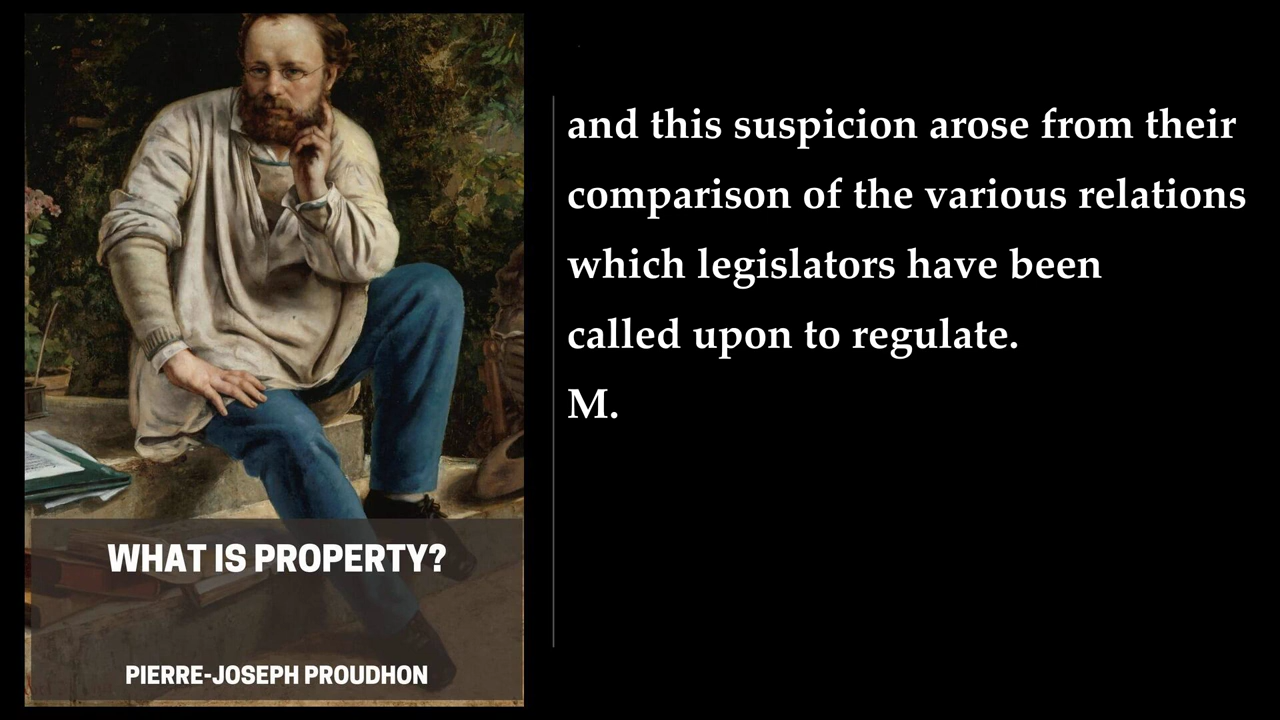 and this suspicion arose from their
comparison of the various relations
which legislators have been
called upon to regulate.
M.
WHAT IS PROPERTY?
PIERRE-JOSEPH PROUDHON